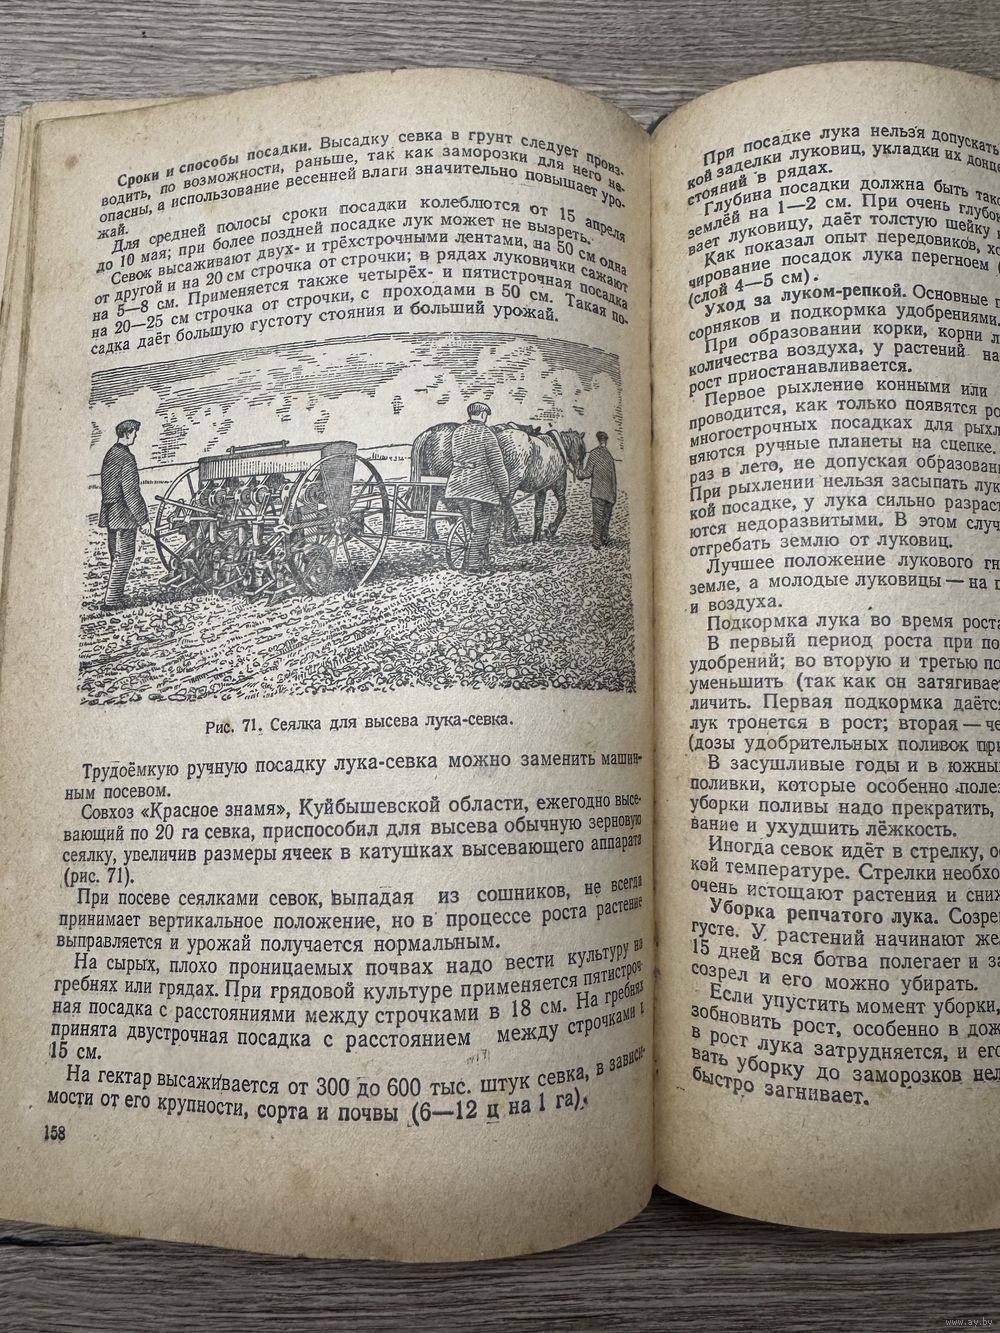 Сроки и способы посадки. Высадку севка в грунт следует произ-
водить, по возможности, раньше, так как заморозки для него не-
опасны, а использование весенней влаги значительно повышает уро-
жай.
Для средней полосы сроки посадки колеблются от 15 апреля
до 10 мая; при более поздней посадке лук может не вызреть.
Севок высаживают двух- и трёхстрочными лентами, на 50 см одна
от другой и на 20 см строчка от строчки; в рядах луковички сажают
на 5—8 см. Применяется также четырёх- и пятистрочная посадка
на 20—25 см строчка от строчки, с проходами в 50 см. Такая по-
садка даёт большую густоту стояния и больший урожай.
Рис. 71. Сеялка для высева лука-севка.
Трудоёмкую ручную посадку лука-севка можно заменить машин-
ным посевом.
Совхоз «Красное знамя», Куйбышевской области, ежегодно высе-
вающий по 20 га севка, приспособил для высева обычную зерновую
сеялку, увеличив размеры ячеек в катушках высевающего аппарата
(рис. 71).
При посеве сеялками севок, выпадая из сошников, не всегда
принимает вертикальное положение, но в процессе роста растение
выправляется и урожай получается нормальным.
На сырых, плохо проницаемых почвах надо вести культуру на
гребнях или грядах. При грядовой культуре применяется пятистроч-
ная посадка с расстояниями между строчками в 18 см. На гребнях
принята двустрочная посадка с расстоянием между строчками
15 см.
На гектар высаживается от 300 до 600 тыс. штук севка, в зависи-
мости от его крупности, сорта и почвы (6—12 ц на 1 га).
158
При посадке лука нельзя допускать
кой заделки луковиц, укладки их донце
стояний в рядах.
Глубина посадки должна быть тако
землёй на 1—2 см. При очень глубок
вает луковицу, даёт толстую шейку
Как показал опыт передовиков, хо
чирование посадок лука перегноем
(слой 4—5 см).
Уход за луком-репкой. Основные п
сорняков и подкормка удобрениями.
При образовании корки, корни л
количества воздуха, у растений на
рост приостанавливается.
Первое рыхление конными или
проводится, как только появятся ро
многострочных посадках для рыхл
няются ручные планеты на сцепке.
раз в лето, не допуская образовани
При рыхлении нельзя засыпать лук
кой посадке, у лука сильно разраст
ются недоразвитыми. В этом случ
отгребать землю от луковиц.
Лучшее положение лукового гн
земле, а молодые луковицы — на п
и воздуха.
Подкормка лука во время роста
В первый период роста при по
удобрений; во вторую и третью по
уменьшить (так как он затягивает
личить. Первая подкормка даётся
лук тронется в рост; вторая — че
(дозы удобрительных поливок при
В засушливые годы и в южны
поливки, которые особенно полез
уборки поливы надо прекратить,
вание и ухудшить лёжкость.
Иногда севок идёт в стрелку, ос
кой температуре. Стрелки необхо
очень истощают растения и сниж
Уборка репчатого лука. Созре
густе. У растений начинают же
15 дней вся ботва полегает и за
созрел и его можно убирать.
Если упустить момент уборки,
зобновить рост, особенно в дож
в рост лука затрудняется, и его
вать уборку до заморозков нел
быстро загнивает.
www.ay.by